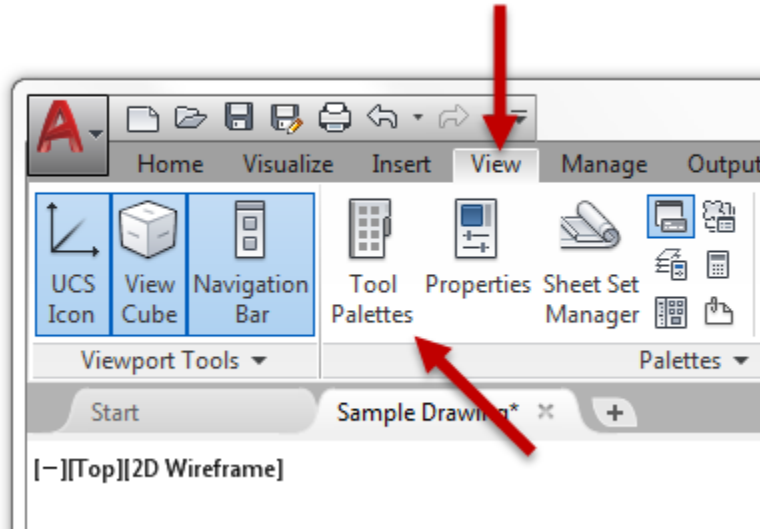 Home Visualize Insert View Manage Output
UCS Icon
View Cube
Navigation Bar
Tool Palettes
Properties
Sheet Set Manager
Viewport Tools
Palettes
Start
Sample Drawing*
[−][Top][2D Wireframe]